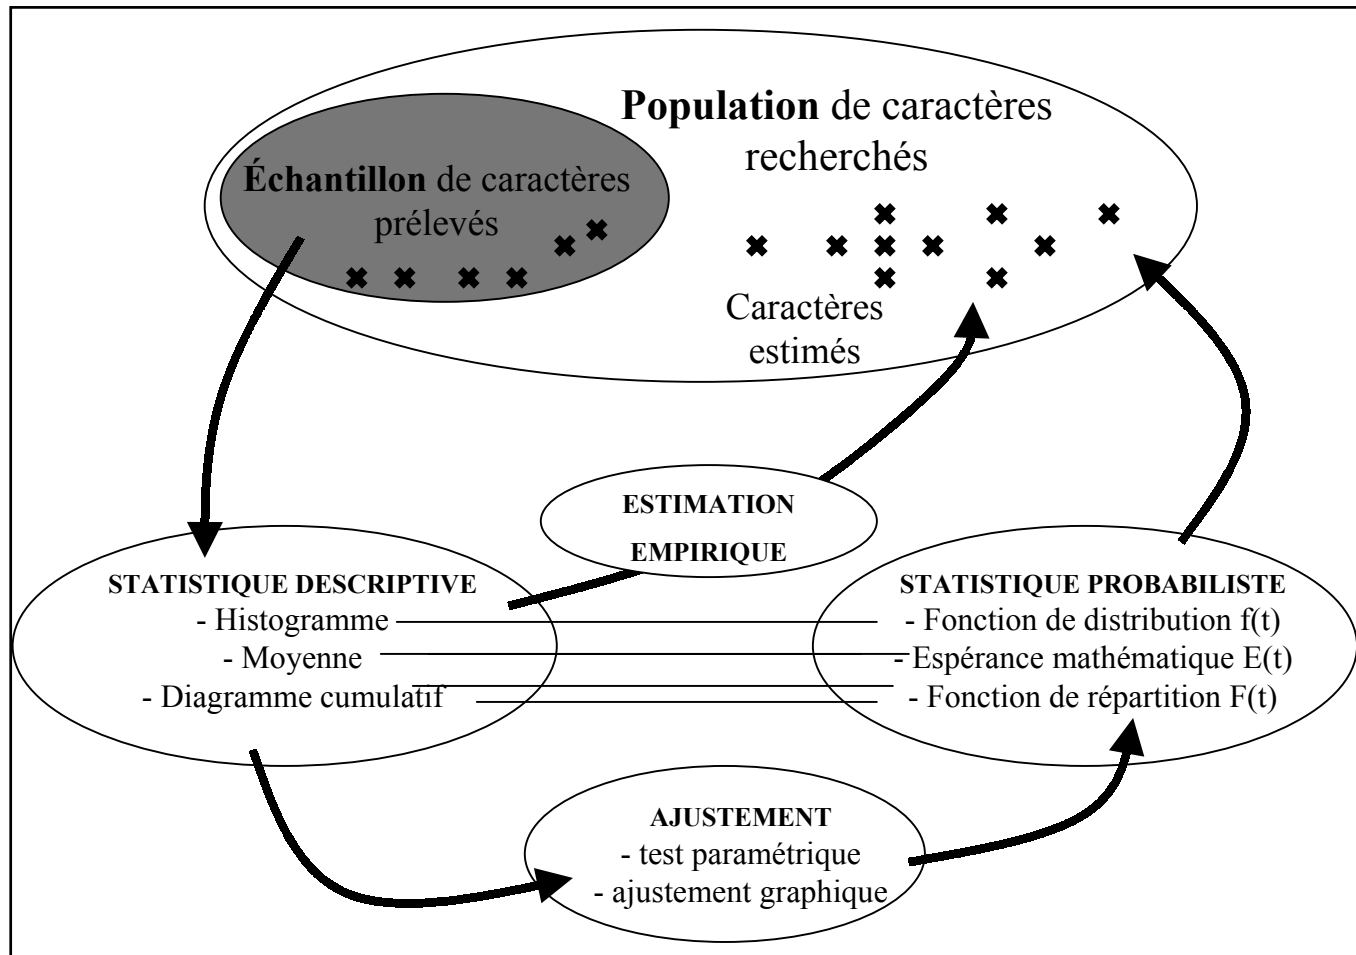 Population de caractères
recherchés
Échantillon de caractères
prélevés
Caractères
estimés
ESTIMATION
EMPIRIQUE
STATISTIQUE DESCRIPTIVE
- Histogramme
- Moyenne
- Diagramme cumulatif
STATISTIQUE PROBABILISTE
- Fonction de distribution f(t)
- Espérance mathématique E(t)
- Fonction de répartition F(t)
AJUSTEMENT
- test paramétrique
- ajustement graphique